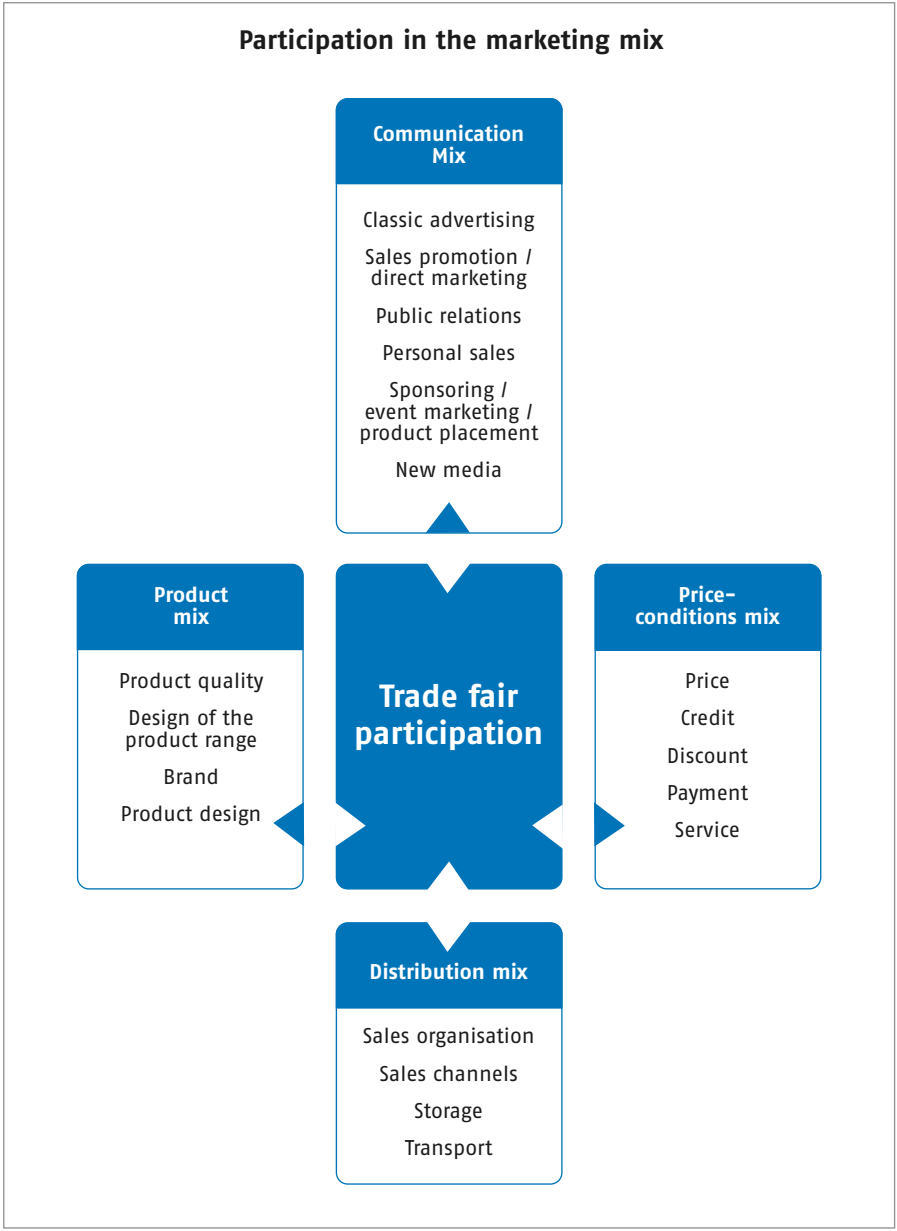 Participation in the marketing mix
Communication
Mix
Classic advertising
Sales promotion /
direct marketing
Public relations
Personal sales
Sponsoring /
event marketing /
product placement
New media
Product
mix
Product quality
Design of the
product range
Brand
Product design
Trade fair
participation
Price–
conditions mix
Price
Credit
Discount
Payment
Service
Distribution mix
Sales organisation
Sales channels
Storage
Transport